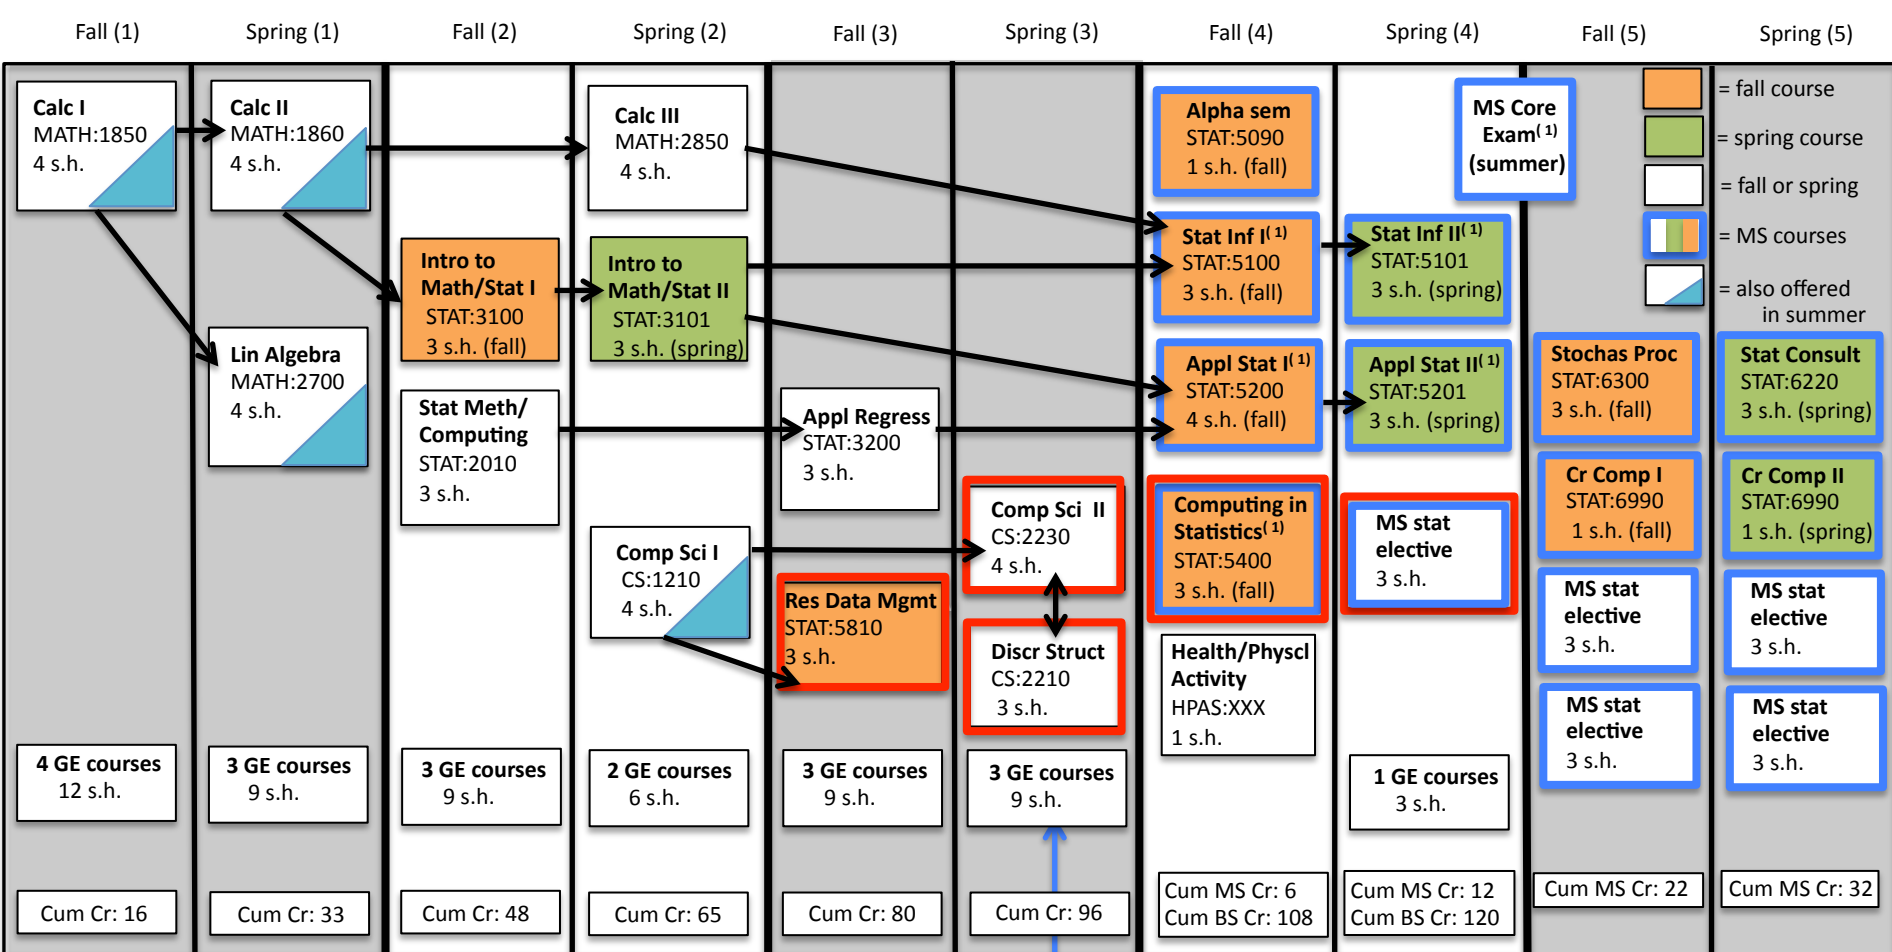 Fall (1)
Spring (1)
Fall (2)
Spring (2)
Fall (3)
Spring (3)
Fall (4)
Spring (4)
Fall (5)
Spring (5)
Calc I
MATH:1850
4 s.h.
4 GE courses
12 s.h.
Cum Cr: 16
Calc II
MATH:1860
4 s.h.
Lin Algebra
MATH:2700
4 s.h.
3 GE courses
9 s.h.
Cum Cr: 33
Intro to
Math/Stat I
STAT:3100
3 s.h. (fall)
Stat Meth/
Computing
STAT:2010
3 s.h.
3 GE courses
9 s.h.
Cum Cr: 48
Calc III
MATH:2850
4 s.h.
Intro to
Math/Stat II
STAT:3101
3 s.h. (spring)
Comp Sci I
CS:1210
4 s.h.
2 GE courses
6 s.h.
Cum Cr: 65
Appl Regress
STAT:3200
3 s.h.
Res Data Mgmt
STAT:5810
3 s.h.
3 GE courses
9 s.h.
Cum Cr: 80
Comp Sci II
CS:2230
4 s.h.
Discr Struct
CS:2210
3 s.h.
3 GE courses
9 s.h.
Cum Cr: 96
Alpha sem
STAT:5090
1 s.h. (fall)
Stat Inf I(1)
STAT:5100
3 s.h. (fall)
Appl Stat I(1)
STAT:5200
4 s.h. (fall)
Computing in
Statistics(1)
STAT:5400
3 s.h. (fall)
Health/Physcl
Activity
HPAS:XXX
1 s.h.
Cum MS Cr: 6
Cum BS Cr: 108
MS Core
Exam(1)
(summer)
Stat Inf II(1)
STAT:5101
3 s.h. (spring)
Appl Stat II(1)
STAT:5201
3 s.h. (spring)
MS stat
elective
3 s.h.
1 GE courses
3 s.h.
Cum MS Cr: 12
Cum BS Cr: 120
= fall course
= spring course
= fall or spring
= MS courses
= also offered
in summer
Stochas Proc
STAT:6300
3 s.h. (fall)
Cr Comp I
STAT:6990
1 s.h. (fall)
MS stat
elective
3 s.h.
MS stat
elective
3 s.h.
Cum MS Cr: 22
Stat Consult
STAT:6220
3 s.h. (spring)
Cr Comp II
STAT:6990
1 s.h. (spring)
MS stat
elective
3 s.h.
MS stat
elective
3 s.h.
Cum MS Cr: 32